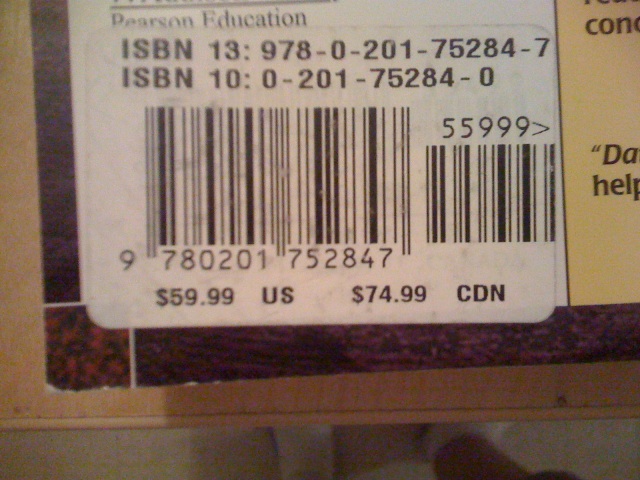 Pearson Education
ISBN 13: 978-0-201-75284-7
ISBN 10: 0-201-75284-0
55999>
9 780201 752847
$59.99 US $74.99 CDN
conc
"Da
help